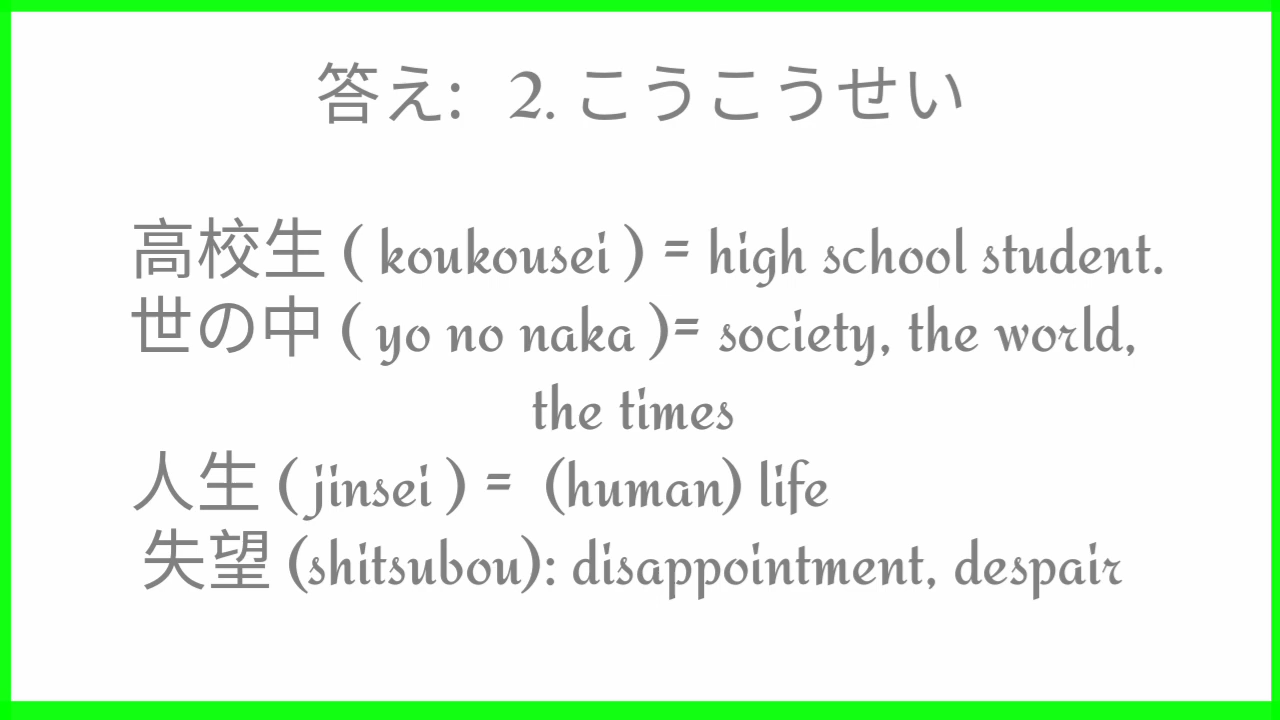 答え: 2. こうこうせい
高校生 ( koukousei ) = high school student.
世の中 ( yo no naka )= society, the world,
the times
人生 ( jinsei ) = (human) life
失望 (shitsubou): disappointment, despair